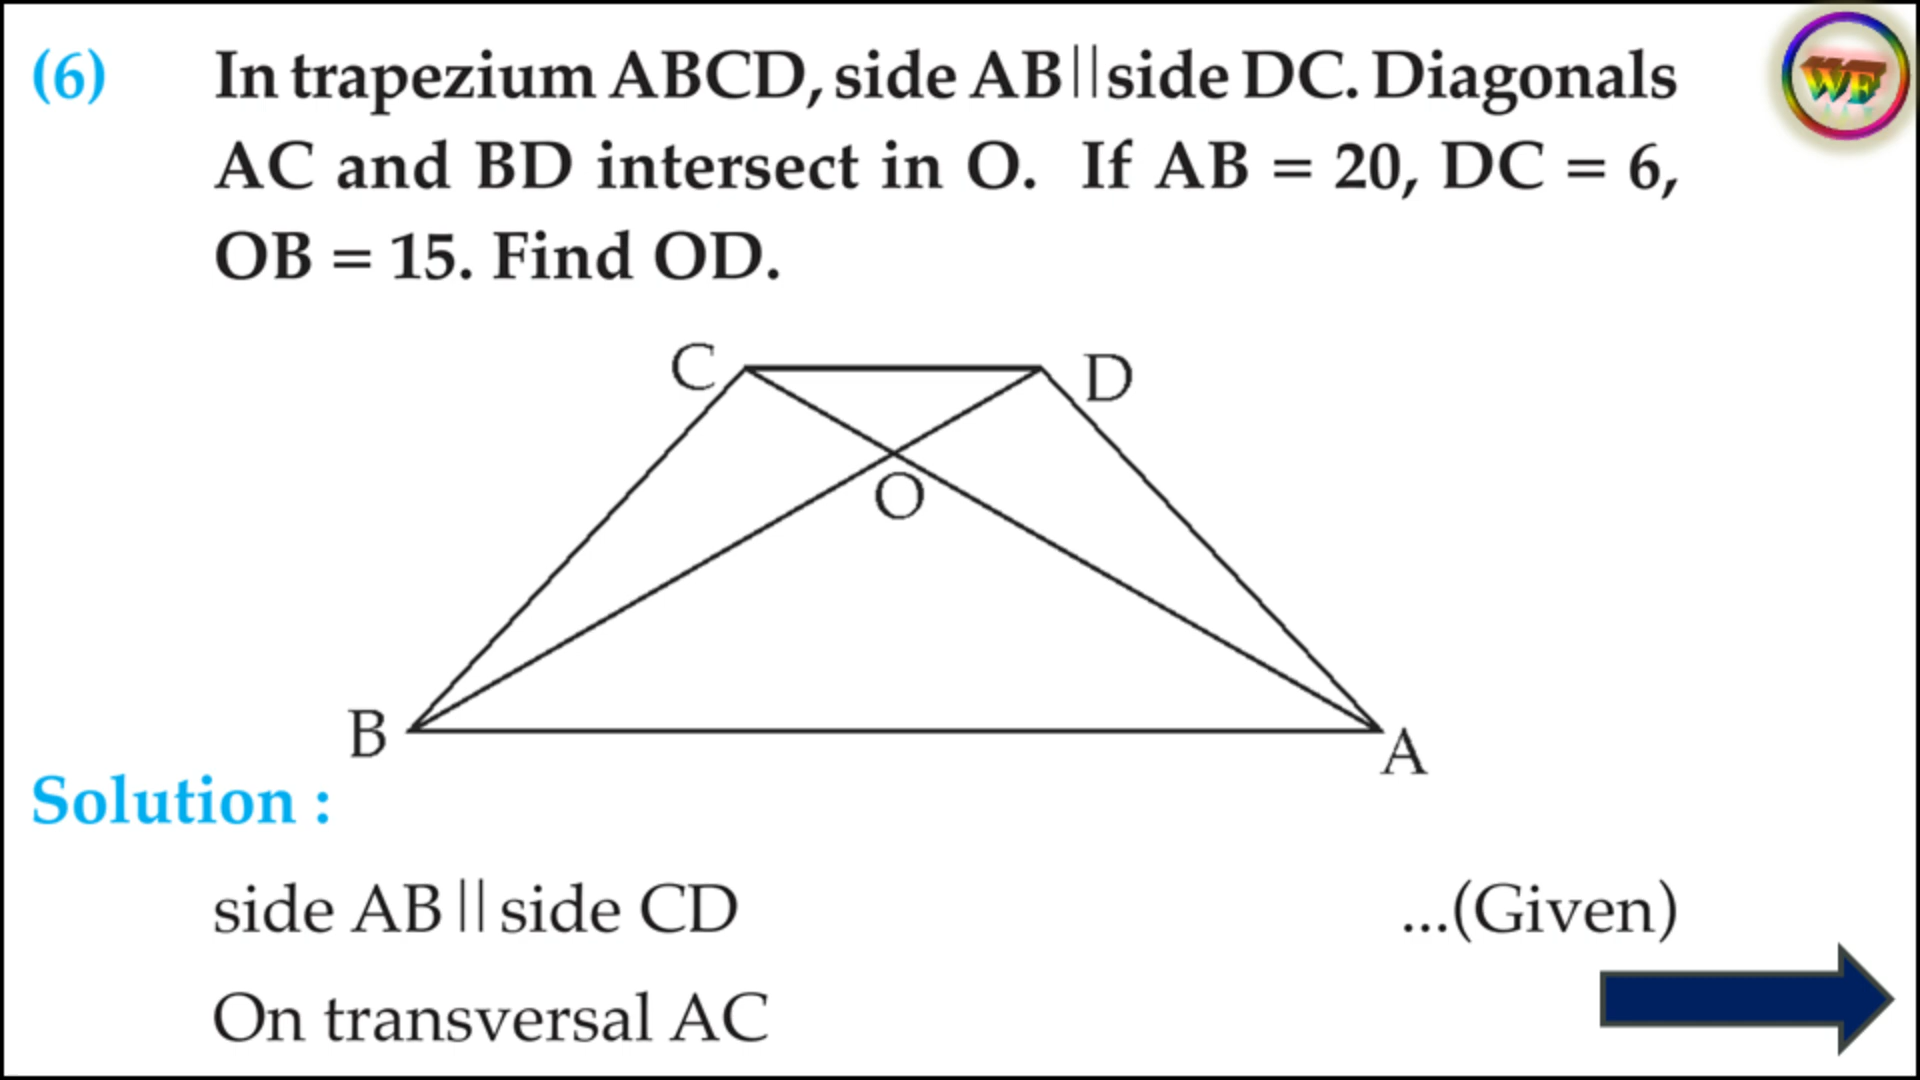 (6) In trapezium ABCD, side AB||side DC. Diagonals
AC and BD intersect in O. If AB = 20, DC = 6,
OB = 15. Find OD.
WE
C
D
O
B
A
Solution :
side AB||side CD ...(Given)
On transversal AC